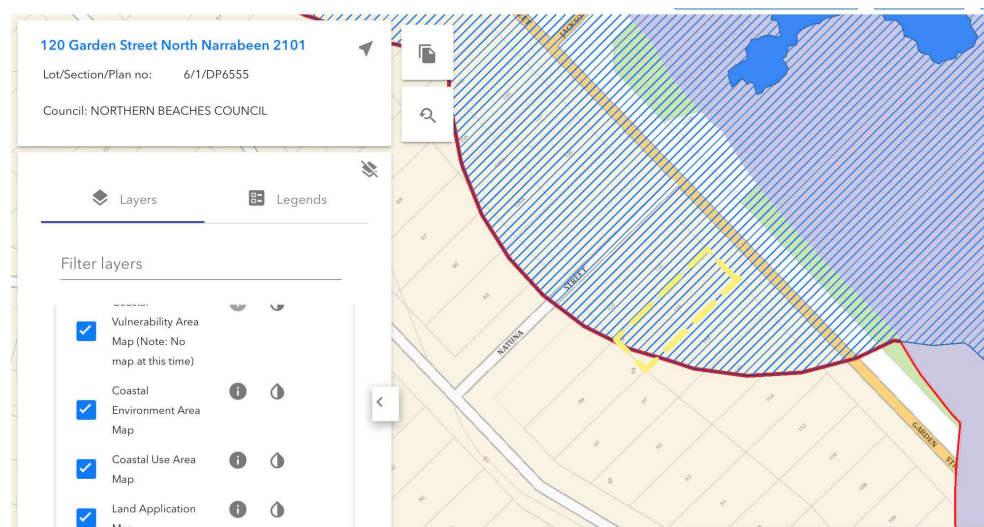 120 Garden Street North Narrabeen 2101
Lot/Section/Plan no: 6/1/DP6555
Council: NORTHERN BEACHES COUNCIL
Layers
Legends
Filter layers
Vulnerability Area
Map (Note: No
map at this time)
Coastal
Environment Area
Map
Coastal Use Area
Map
Land Application
JACKSON
STREET
NATUNA
GARDEN